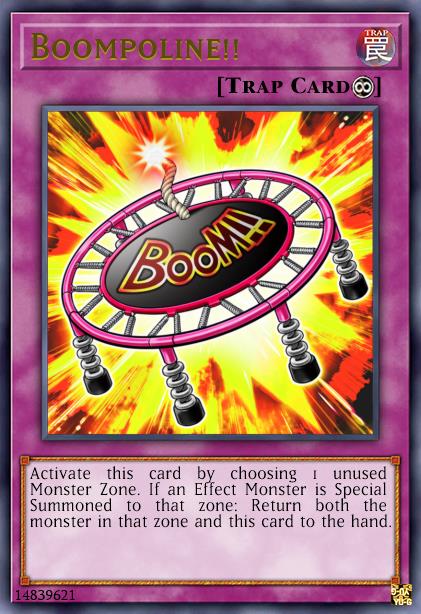 BOOMPOLINE!!
TRAP
罠
[TRAP CARD]
BOOM!!
Activate this card by choosing 1 unused
Monster Zone. If an Effect Monster is Special
Summoned to that zone: Return both the
monster in that zone and this card to the hand.
14839621